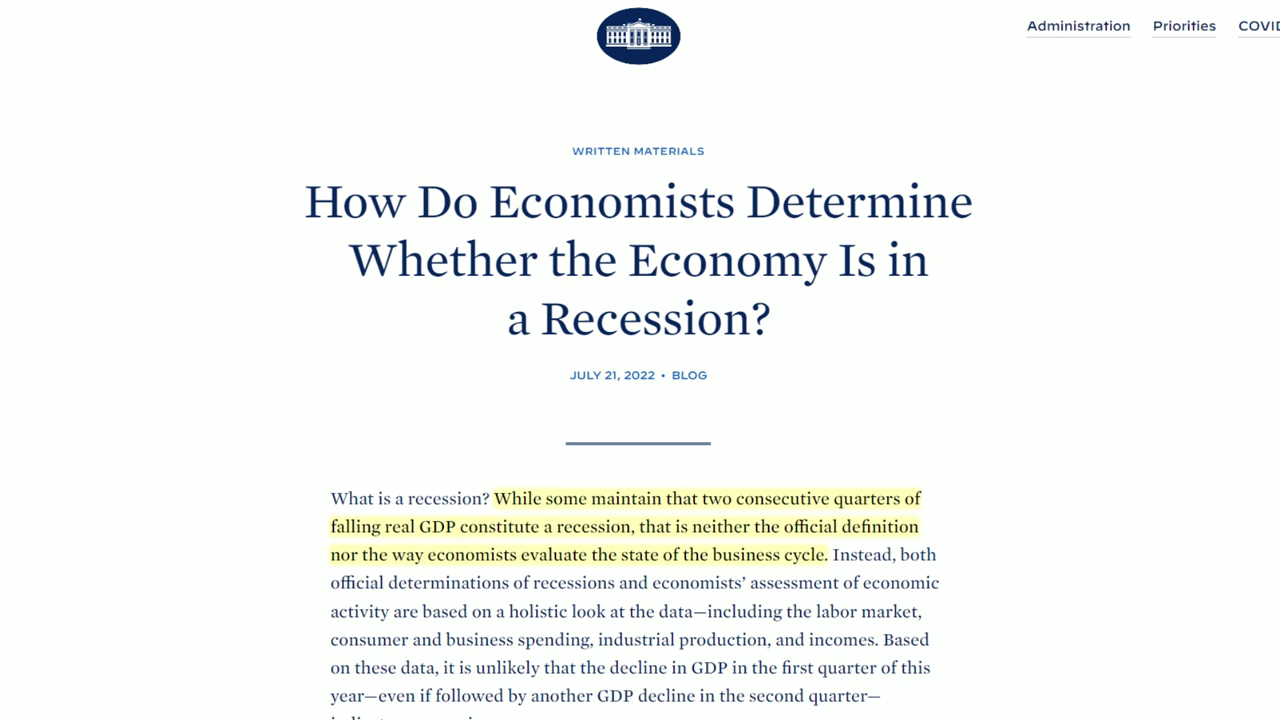 Administration Priorities
WRITTEN MATERIALS
How Do Economists Determine
Whether the Economy Is in
a Recession?
JULY 21, 2022 • BLOG
What is a recession? While some maintain that two consecutive quarters of
falling real GDP constitute a recession, that is neither the official definition
nor the way economists evaluate the state of the business cycle. Instead, both
official determinations of recessions and economists’ assessment of economic
activity are based on a holistic look at the data—including the labor market,
consumer and business spending, industrial production, and incomes. Based
on these data, it is unlikely that the decline in GDP in the first quarter of this
year—even if followed by another GDP decline in the second quarter—